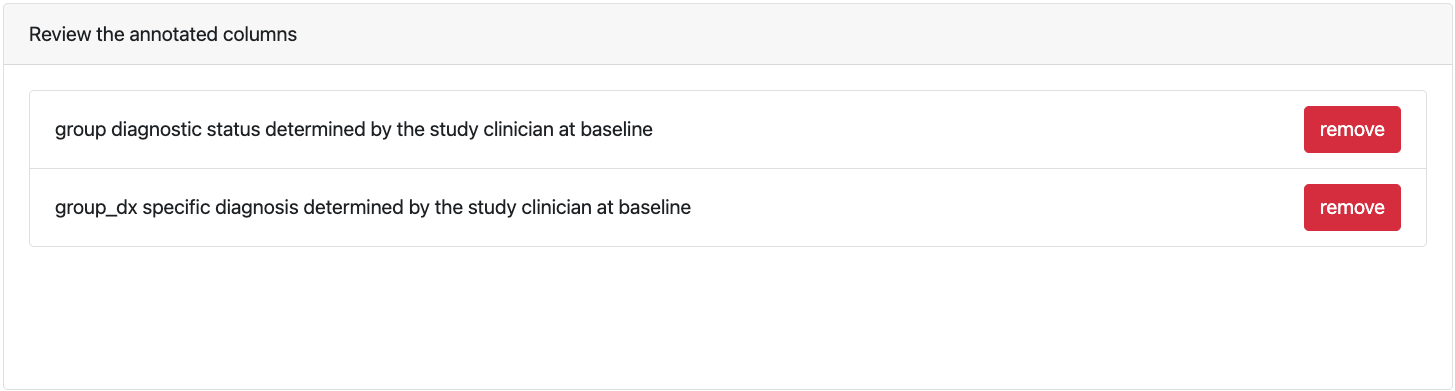 Review the annotated columns
group diagnostic status determined by the study clinician at baseline remove
group_dx specific diagnosis determined by the study clinician at baseline remove